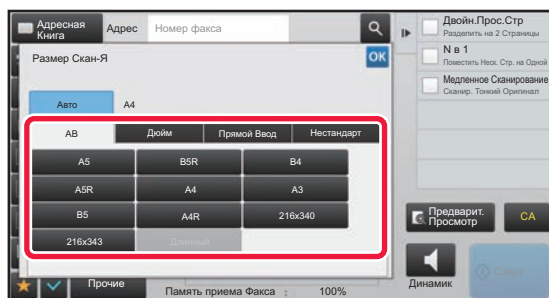 Адресная
Книга
Адрес
Номер факса
Двойн.Прос.Стр
Разделить на 2 Страницы
N в 1
Поместить Неск. Стр. на Одной
Медленное Сканирование
Сканир. Тонкий Оригинал
Размер Скан-Я
OK
Авто
A4
AB
Дюйм
Прямой Ввод
Нестандарт
A5
B5R
B4
A5R
A4
A3
B5
A4R
216x340
216x343
Длинный
Предварит.
Просмотр
CA
Прочие
Память приема Факса : 100%
Динамик
Старт